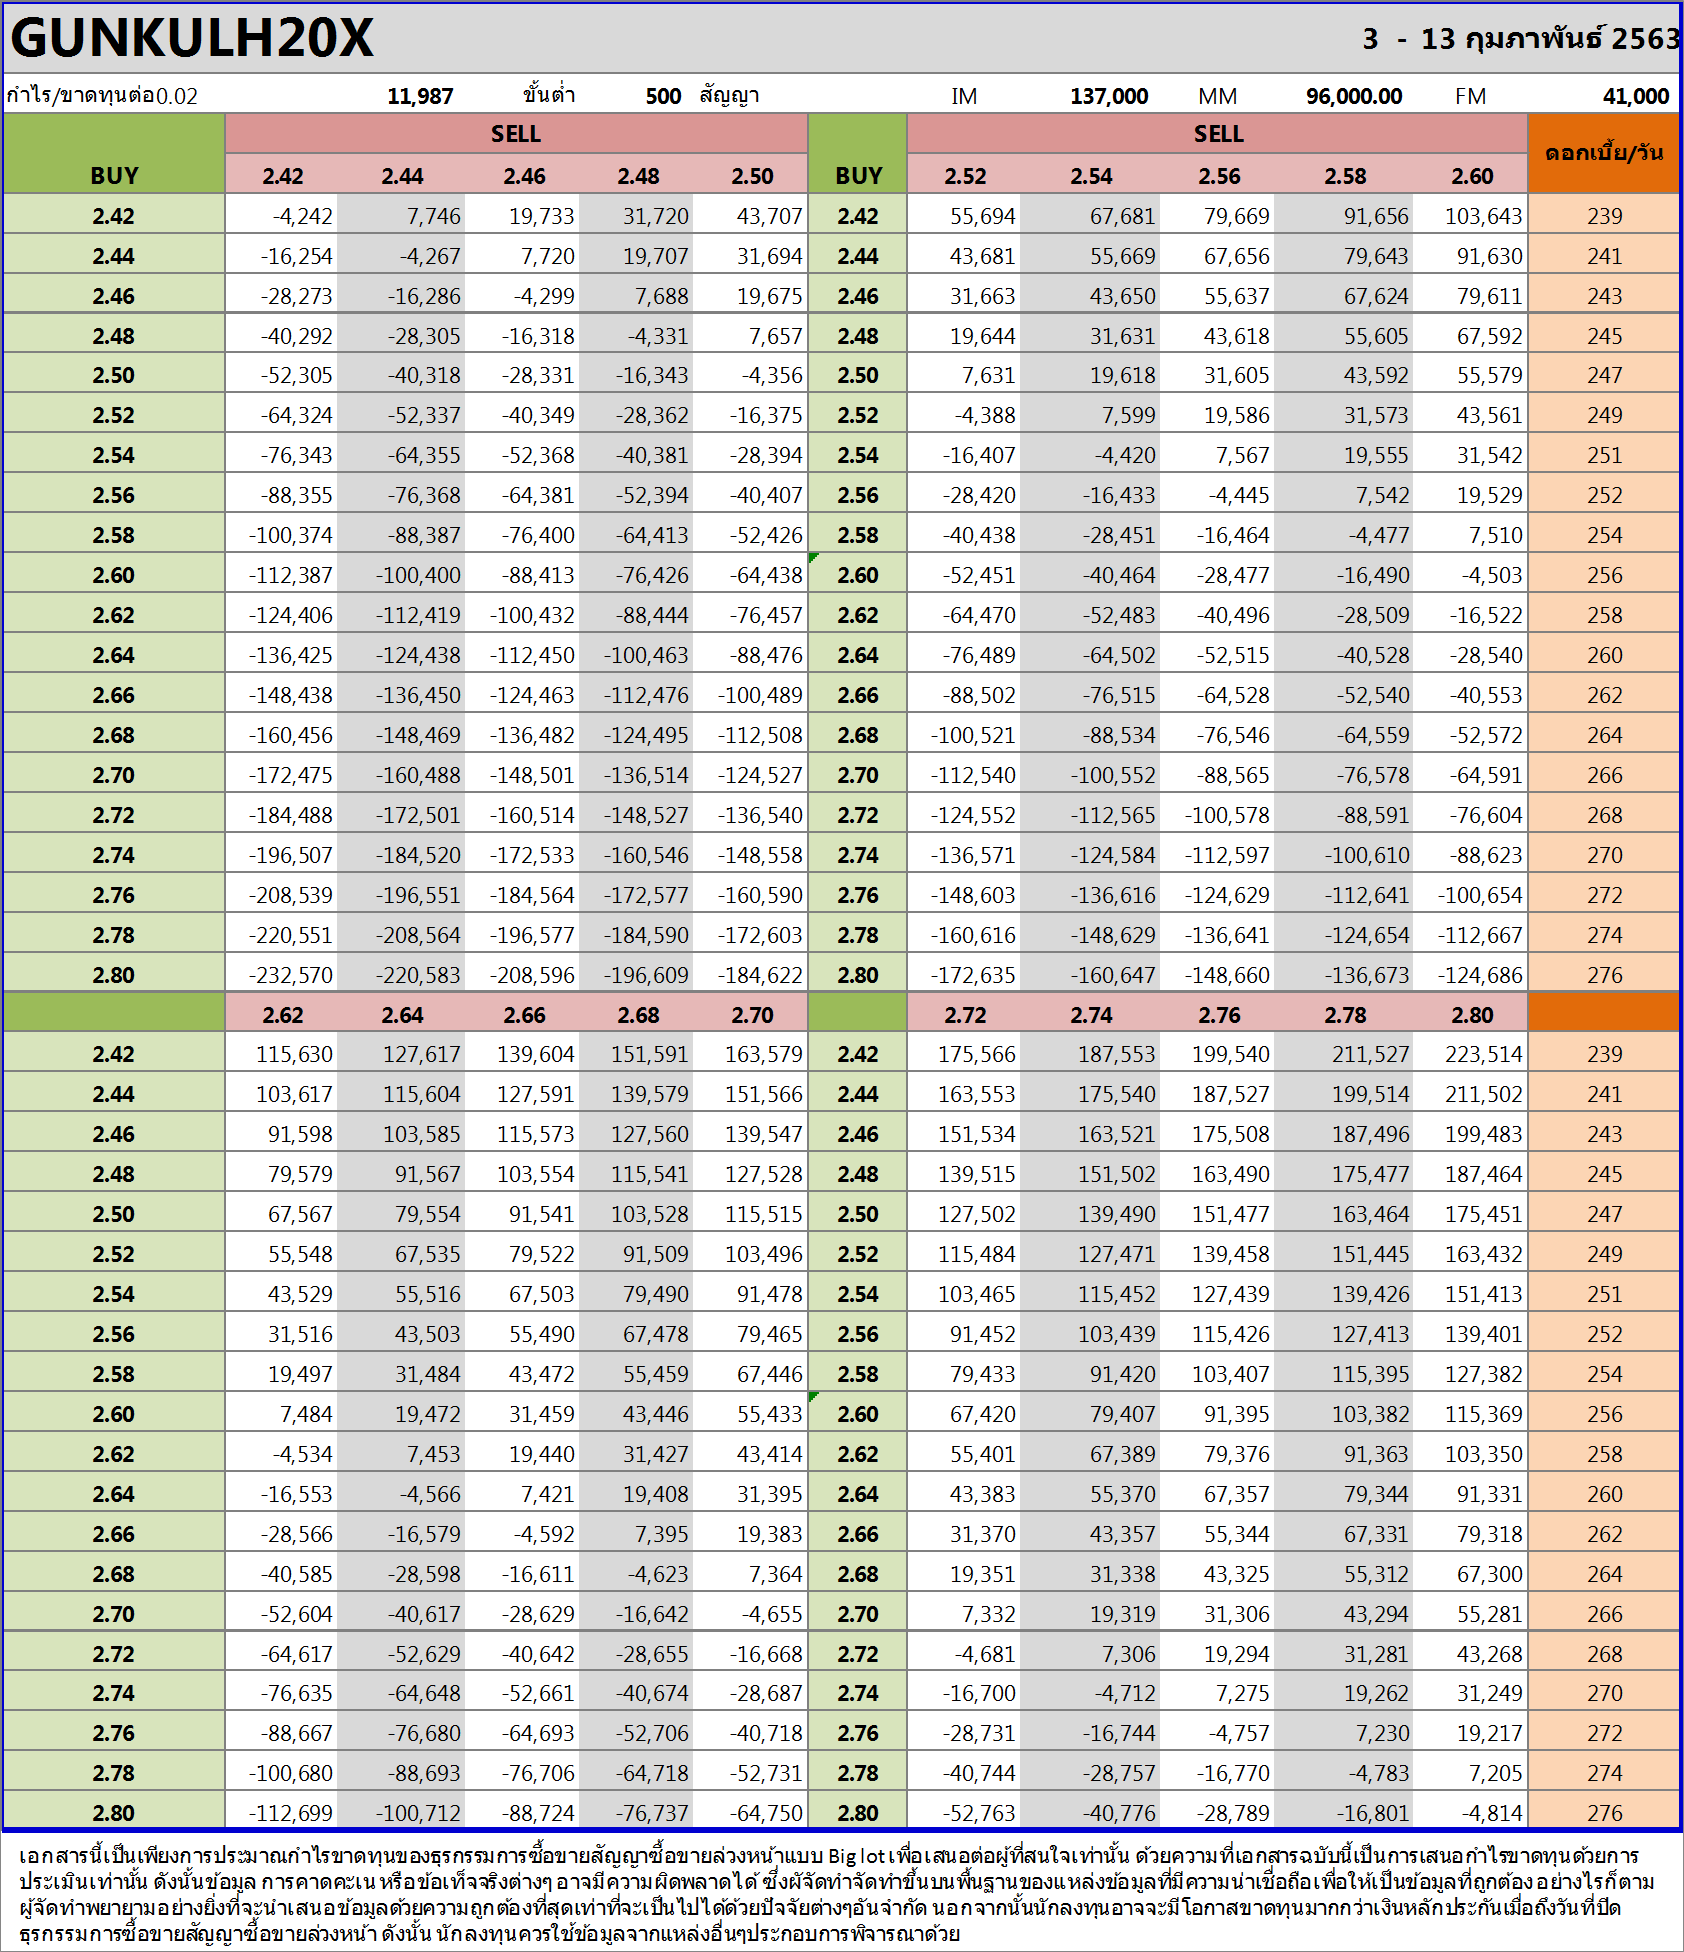 GUNKULH20X 3 - 13 กุมภาพันธ์ 2563
กำไร/ขาดทุนต่อ0.02 11,987 ขั้นต่ำ 500 สัญญา IM 137,000 MM 96,000.00 FM 41,000
SELL SELL
BUY 2.42 2.44 2.46 2.48 2.50 BUY 2.52 2.54 2.56 2.58 2.60 ดอกเบี้ย/วัน
2.42 -4,242 7,746 19,733 31,720 43,707 2.42 55,694 67,681 79,669 91,656 103,643 239
2.44 -16,254 -4,267 7,720 19,707 31,694 2.44 43,681 55,669 67,656 79,643 91,630 241
2.46 -28,273 -16,286 -4,299 7,688 19,675 2.46 31,663 43,650 55,637 67,624 79,611 243
2.48 -40,292 -28,305 -16,318 -4,331 7,657 2.48 19,644 31,631 43,618 55,605 67,592 245
2.50 -52,305 -40,318 -28,331 -16,343 -4,356 2.50 7,631 19,618 31,605 43,592 55,579 247
2.52 -64,324 -52,337 -40,349 -28,362 -16,375 2.52 -4,388 7,599 19,586 31,573 43,561 249
2.54 -76,343 -64,355 -52,368 -40,381 -28,394 2.54 -16,407 -4,420 7,567 19,555 31,542 251
2.56 -88,355 -76,368 -64,381 -52,394 -40,407 2.56 -28,420 -16,433 -4,445 7,542 19,529 252
2.58 -100,374 -88,387 -76,400 -64,413 -52,426 2.58 -40,438 -28,451 -16,464 -4,477 7,510 254
2.60 -112,387 -100,400 -88,413 -76,426 -64,438 2.60 -52,451 -40,464 -28,477 -16,490 -4,503 256
2.62 -124,406 -112,419 -100,432 -88,444 -76,457 2.62 -64,470 -52,483 -40,496 -28,509 -16,522 258
2.64 -136,425 -124,438 -112,450 -100,463 -88,476 2.64 -76,489 -64,502 -52,515 -40,528 -28,540 260
2.66 -148,438 -136,450 -124,463 -112,476 -100,489 2.66 -88,502 -76,515 -64,528 -52,540 -40,553 262
2.68 -160,456 -148,469 -136,482 -124,495 -112,508 2.68 -100,521 -88,534 -76,546 -64,559 -52,572 264
2.70 -172,475 -160,488 -148,501 -136,514 -124,527 2.70 -112,540 -100,552 -88,565 -76,578 -64,591 266
2.72 -184,488 -172,501 -160,514 -148,527 -136,540 2.72 -124,552 -112,565 -100,578 -88,591 -76,604 268
2.74 -196,507 -184,520 -172,533 -160,546 -148,558 2.74 -136,571 -124,584 -112,597 -100,610 -88,623 270
2.76 -208,539 -196,551 -184,564 -172,577 -160,590 2.76 -148,603 -136,616 -124,629 -112,641 -100,654 272
2.78 -220,551 -208,564 -196,577 -184,590 -172,603 2.78 -160,616 -148,629 -136,641 -124,654 -112,667 274
2.80 -232,570 -220,583 -208,596 -196,609 -184,622 2.80 -172,635 -160,647 -148,660 -136,673 -124,686 276
2.62 2.64 2.66 2.68 2.70 2.72 2.74 2.76 2.78 2.80
2.42 115,630 127,617 139,604 151,591 163,579 2.42 175,566 187,553 199,540 211,527 223,514 239
2.44 103,617 115,604 127,591 139,579 151,566 2.44 163,553 175,540 187,527 199,514 211,502 241
2.46 91,598 103,585 115,573 127,560 139,547 2.46 151,534 163,521 175,508 187,496 199,483 243
2.48 79,579 91,567 103,554 115,541 127,528 2.48 139,515 151,502 163,490 175,477 187,464 245
2.50 67,567 79,554 91,541 103,528 115,515 2.50 127,502 139,490 151,477 163,464 175,451 247
2.52 55,548 67,535 79,522 91,509 103,496 2.52 115,484 127,471 139,458 151,445 163,432 249
2.54 43,529 55,516 67,503 79,490 91,478 2.54 103,465 115,452 127,439 139,426 151,413 251
2.56 31,516 43,503 55,490 67,478 79,465 2.56 91,452 103,439 115,426 127,413 139,401 252
2.58 19,497 31,484 43,472 55,459 67,446 2.58 79,433 91,420 103,407 115,395 127,382 254
2.60 7,484 19,472 31,459 43,446 55,433 2.60 67,420 79,407 91,395 103,382 115,369 256
2.62 -4,534 7,453 19,440 31,427 43,414 2.62 55,401 67,389 79,376 91,363 103,350 258
2.64 -16,553 -4,566 7,421 19,408 31,395 2.64 43,383 55,370 67,357 79,344 91,331 260
2.66 -28,566 -16,579 -4,592 7,395 19,383 2.66 31,370 43,357 55,344 67,331 79,318 262
2.68 -40,585 -28,598 -16,611 -4,623 7,364 2.68 19,351 31,338 43,325 55,312 67,300 264
2.70 -52,604 -40,617 -28,629 -16,642 -4,655 2.70 7,332 19,319 31,306 43,294 55,281 266
2.72 -64,617 -52,629 -40,642 -28,655 -16,668 2.72 -4,681 7,306 19,294 31,281 43,268 268
2.74 -76,635 -64,648 -52,661 -40,674 -28,687 2.74 -16,700 -4,712 7,275 19,262 31,249 270
2.76 -88,667 -76,680 -64,693 -52,706 -40,718 2.76 -28,731 -16,744 -4,757 7,230 19,217 272
2.78 -100,680 -88,693 -76,706 -64,718 -52,731 2.78 -40,744 -28,757 -16,770 -4,783 7,205 274
2.80 -112,699 -100,712 -88,724 -76,737 -64,750 2.80 -52,763 -40,776 -28,789 -16,801 -4,814 276
เอกสารนี้เป็นเพียงการประมาณกำไรขาดทุนของธุรกรรมการซื้อขายสัญญาซื้อขายล่วงหน้าแบบ Big lot เพื่อเสนอต่อผู้ที่สนใจเท่านั้น ด้วยความที่เอกสารฉบับนี้เป็นการเสนอกำไรขาดทุนด้วยการ
ประเมินเท่านั้น ดังนั้นข้อมูล การคาดคะเน หรือข้อเท็จจริงต่างๆ อาจมีความผิดพลาดได้ ซึ่งผู้จัดทำจัดทำขึ้นบนพื้นฐานของแหล่งข้อมูลที่มีความน่าเชื่อถือเพื่อให้เป็นข้อมูลที่ถูกต้อง อย่างไรก็ตาม
ผู้จัดทำพยายามอย่างยิ่งที่จะนำเสนอข้อมูลด้วยความถูกต้องที่สุดเท่าที่จะเป็นไปได้ด้วยปัจจัยต่างๆอันจำกัด นอกจากนั้นนักลงทุนอาจจะมีโอกาสขาดทุนมากกว่าเงินหลักประกันเมื่อถึงวันที่ปิด
ธุรกรรมการซื้อขายสัญญาซื้อขายล่วงหน้า ดังนั้น นักลงทุนควรใช้ข้อมูลจากแหล่งอื่นๆประกอบการพิจารณาด้วย